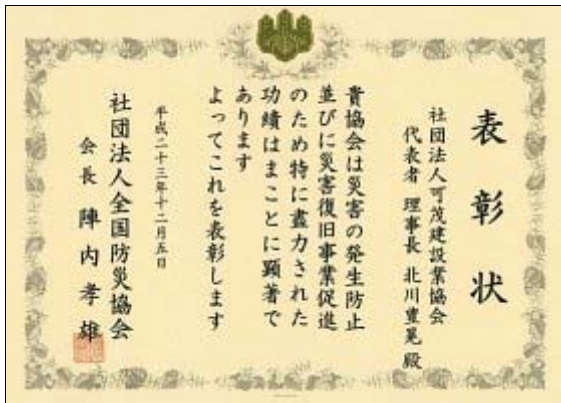 表彰状
社団法人可茂建設業協会
代表者 理事長 北川豊晃 殿
貴協会は災害の発生防止
並びに災害復旧事業促進
のため特に盡力された
功績はまことに顕著で
あります
よってこれを表彰します
平成二十三年十二月五日
社団法人全国防災協会
会長 陣内孝雄